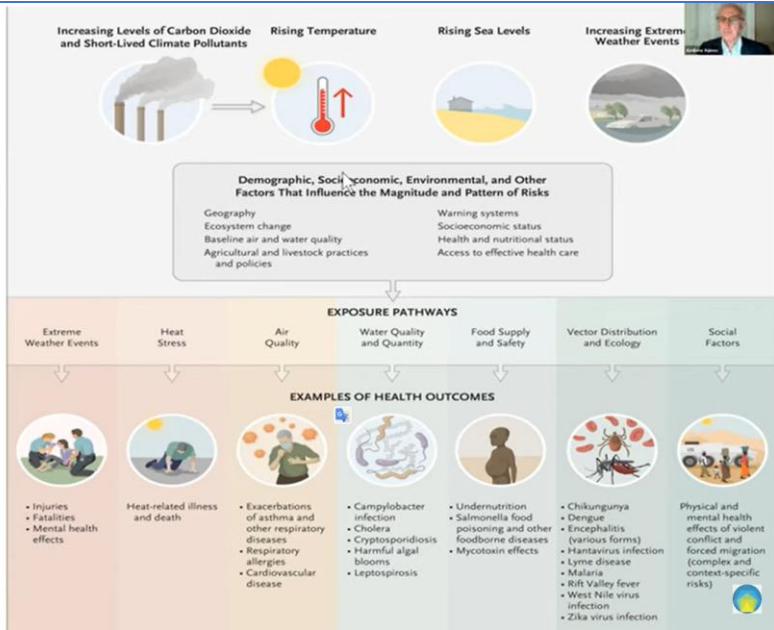 Increasing Levels of Carbon Dioxide
and Short-Lived Climate Pollutants
Rising Temperature
Rising Sea Levels
Increasing Extreme
Weather Events
Demographic, Socioeconomic, Environmental, and Other
Factors That Influence the Magnitude and Pattern of Risks
Geography
Ecosystem change
Baseline air and water quality
Agricultural and livestock practices
and policies
Warning systems
Socioeconomic status
Health and nutritional status
Access to effective health care
EXPOSURE PATHWAYS
Extreme
Weather Events
Heat
Stress
Air
Quality
Water Quality
and Quantity
Food Supply
and Safety
Vector Distribution
and Ecology
Social
Factors
EXAMPLES OF HEALTH OUTCOMES
• Injuries
• Fatalities
• Mental health
effects
Heat-related illness
and death
• Exacerbations
of asthma and
other respiratory
diseases
• Respiratory
allergies
• Cardiovascular
disease
• Campylobacter
infection
• Cholera
• Cryptosporidiosis
• Harmful algal
blooms
• Leptospirosis
• Undernutrition
• Salmonella food
poisoning and other
foodborne diseases
• Mycotoxin effects
• Chikungunya
• Dengue
• Encephalitis
(various forms)
• Hantavirus infection
• Lyme disease
• Malaria
• Rift Valley fever
• West Nile virus
infection
• Zika virus infection
Physical and
mental health
effects of violent
conflict and
forced migration
(complex and
context-specific
risks)